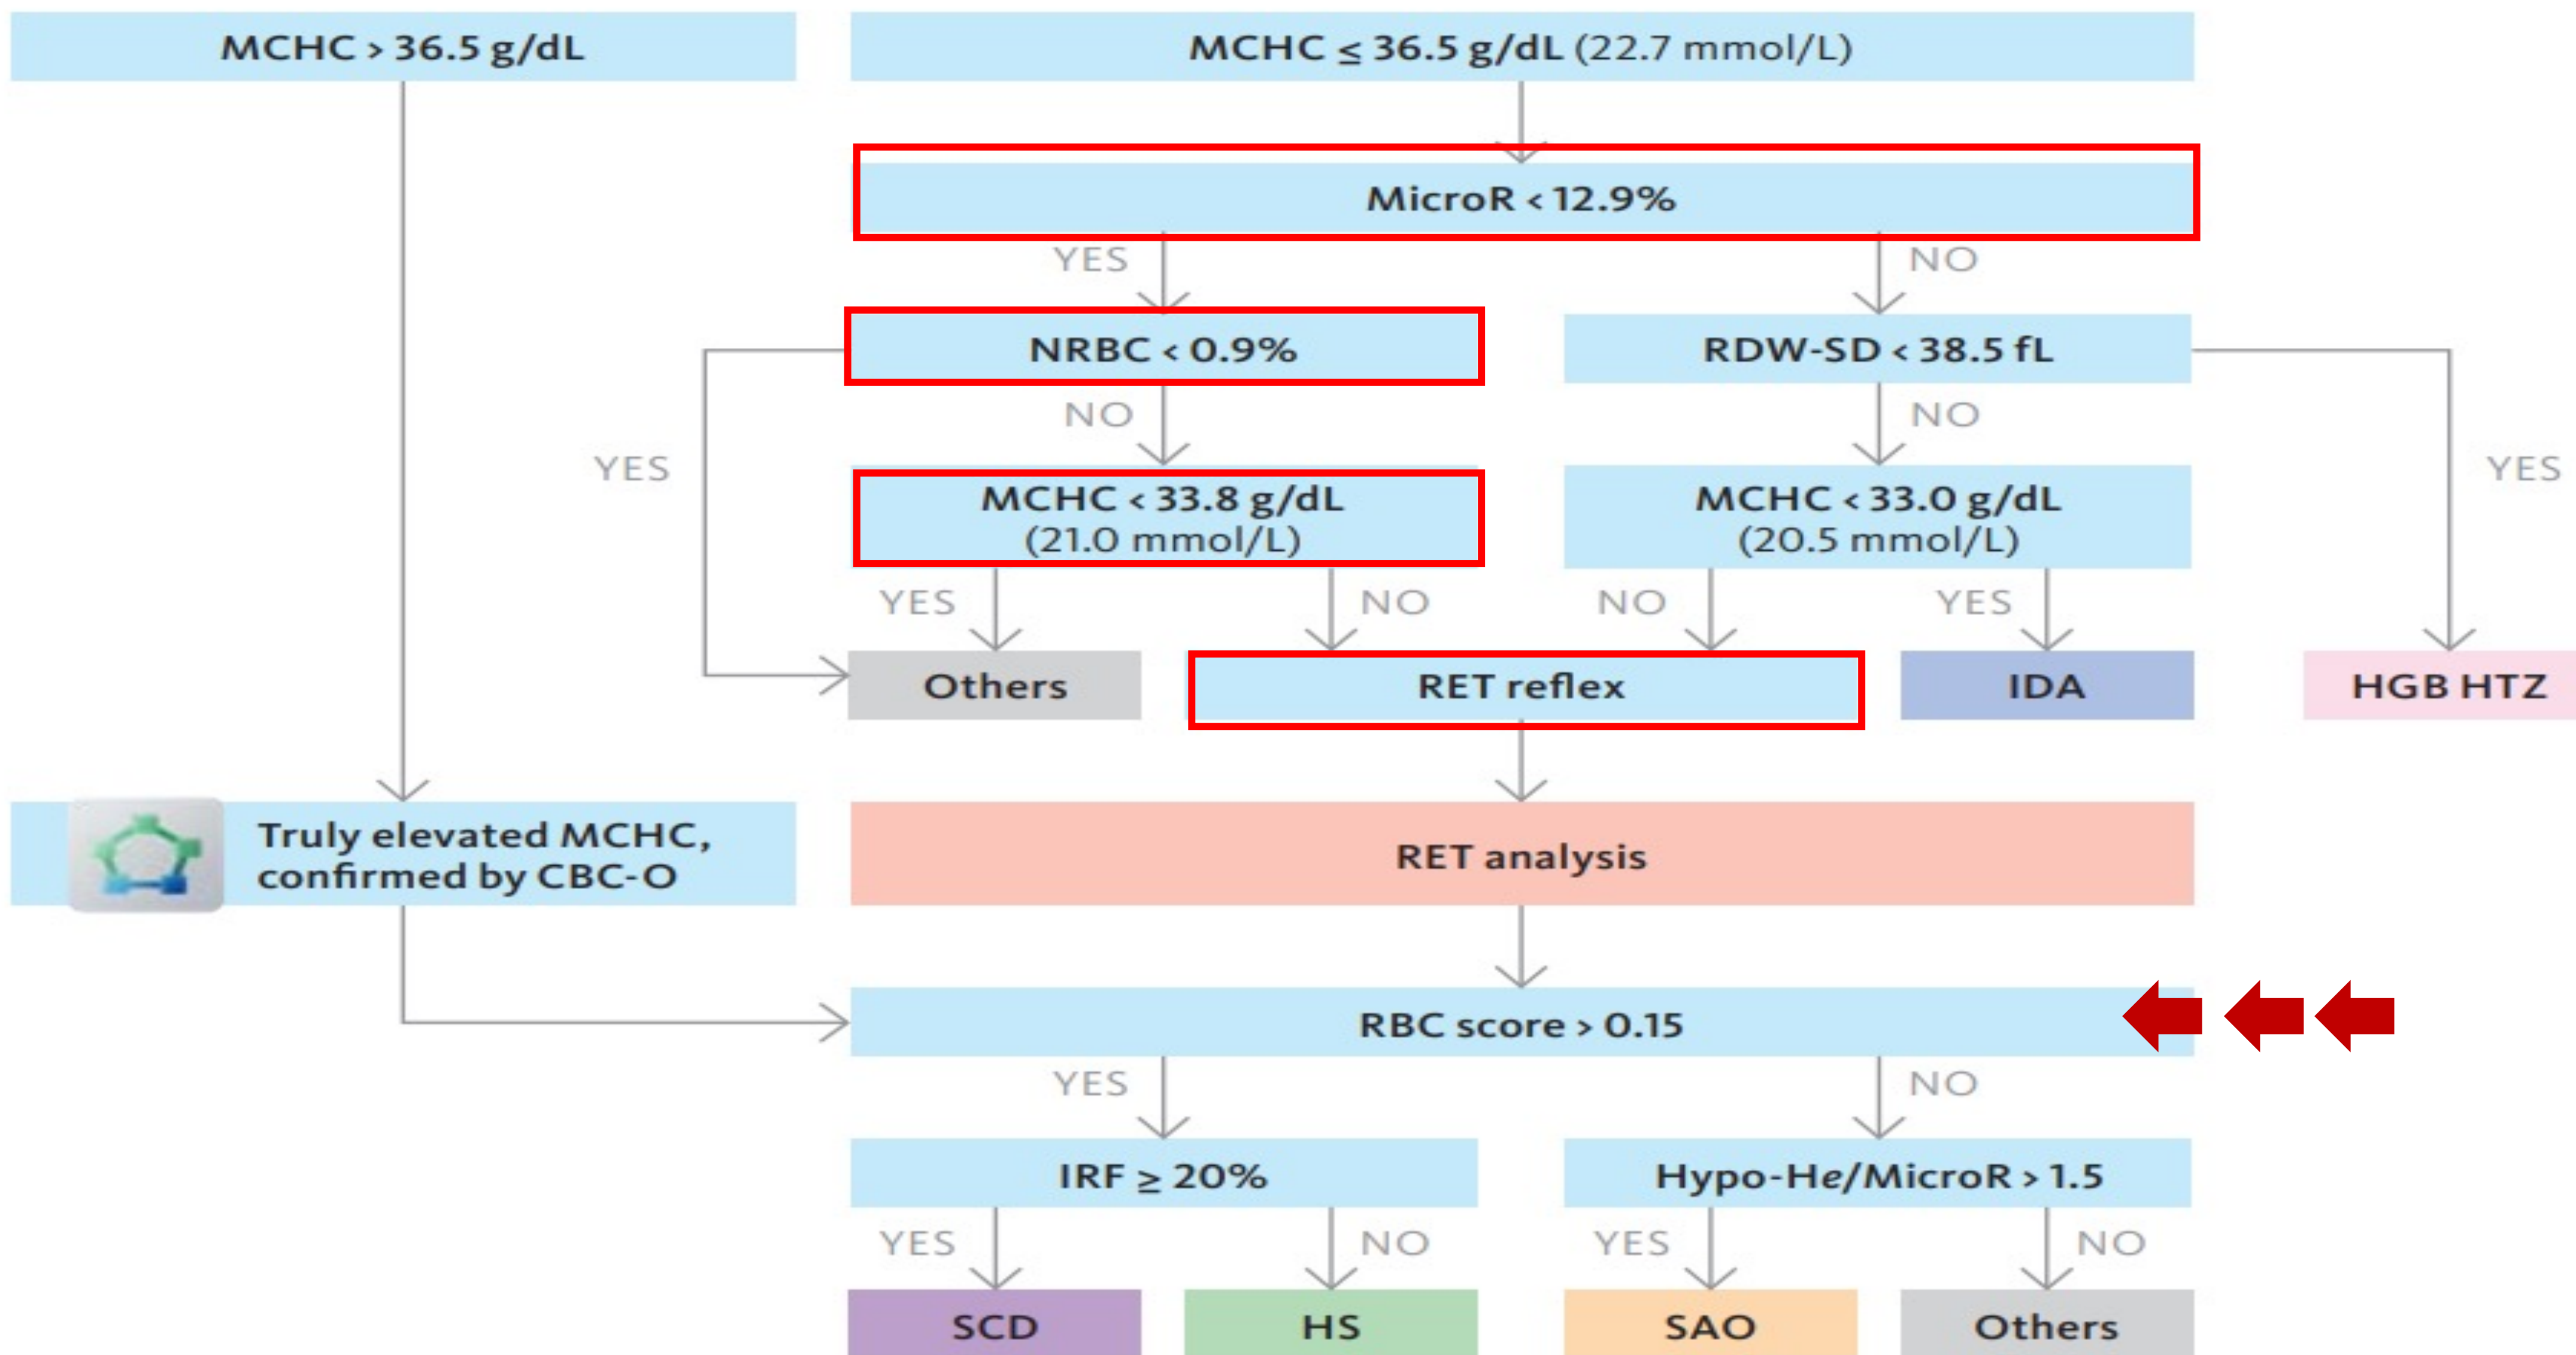 MCHC > 36.5 g/dL
MCHC ≤ 36.5 g/dL (22.7 mmol/L)
MicroR < 12.9%
YES
NO
NRBC < 0.9%
RDW-SD < 38.5 fL
NO
NO
YES
YES
MCHC < 33.8 g/dL
(21.0 mmol/L)
MCHC < 33.0 g/dL
(20.5 mmol/L)
YES
NO
NO
YES
Others
RET reflex
IDA
HGB HTZ
Truly elevated MCHC,
confirmed by CBC-O
RET analysis
RBC score > 0.15
YES
NO
IRF ≥ 20%
Hypo-He/MicroR > 1.5
YES
NO
YES
NO
SCD
HS
SAO
Others